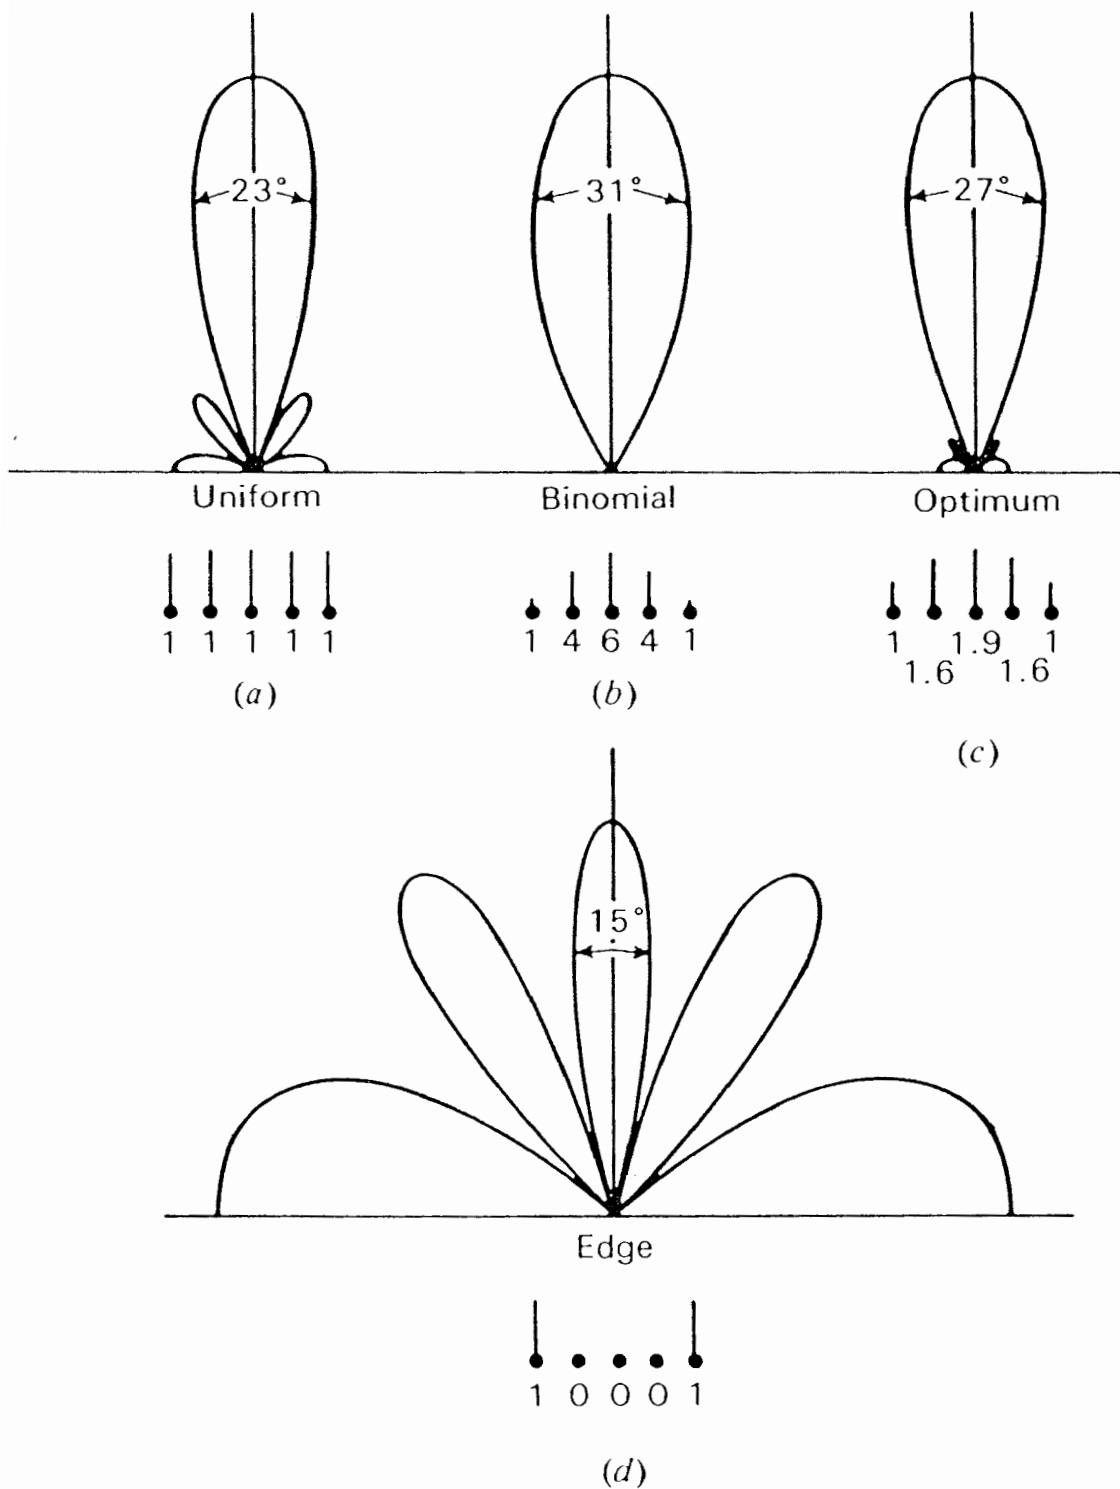 23° 31° 27°
Uniform Binomial Optimum
1 1 1 1 1 1 4 6 4 1 1 1.9 1
1.6 1.6
(a) (b)
(c)
15°
Edge
1 0 0 0 1
(d)